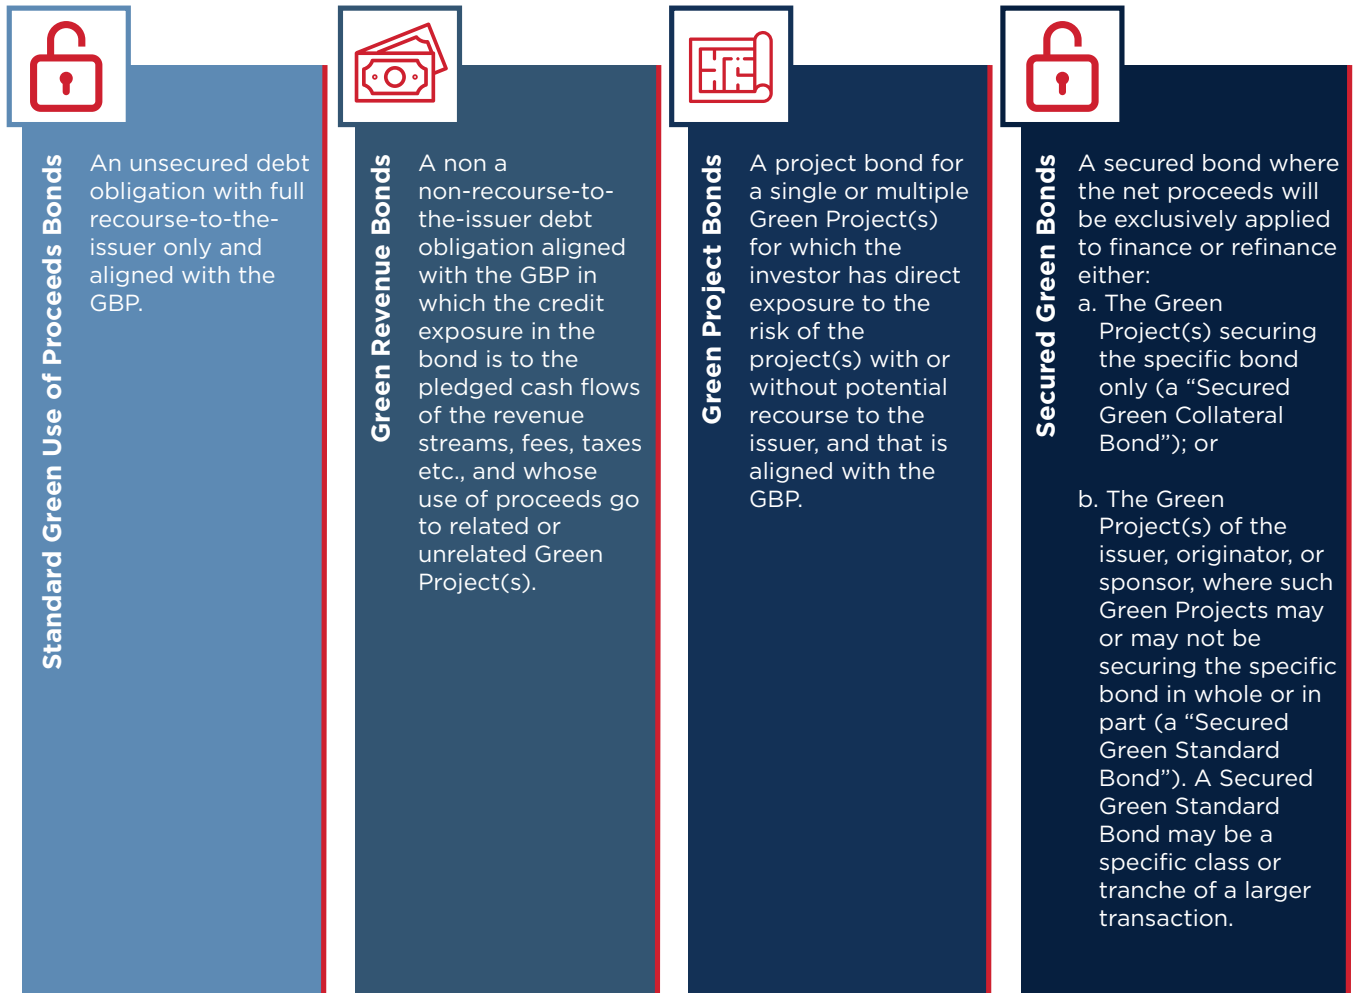 Standard Green Use of Proceeds Bonds
An unsecured debt
obligation with full
recourse-to-the-
issuer only and
aligned with the
GBP.
Green Revenue Bonds
A non a
non-recourse-to-
the-issuer debt
obligation aligned
with the GBP in
which the credit
exposure in the
bond is to the
pledged cash flows
of the revenue
streams, fees, taxes
etc., and whose
use of proceeds go
to related or
unrelated Green
Project(s).
Green Project Bonds
A project bond for
a single or multiple
Green Project(s)
for which the
investor has direct
exposure to the
risk of the
project(s) with or
without potential
recourse to the
issuer, and that is
aligned with the
GBP.
Secured Green Bonds
A secured bond where
the net proceeds will
be exclusively applied
to finance or refinance
either:
a. The Green
Project(s) securing
the specific bond
only (a “Secured
Green Collateral
Bond”); or
b. The Green
Project(s) of the
issuer, originator, or
sponsor, where such
Green Projects may
or may not be
securing the specific
bond in whole or in
part (a “Secured
Green Standard
Bond”). A Secured
Green Standard
Bond may be a
specific class or
tranche of a larger
transaction.